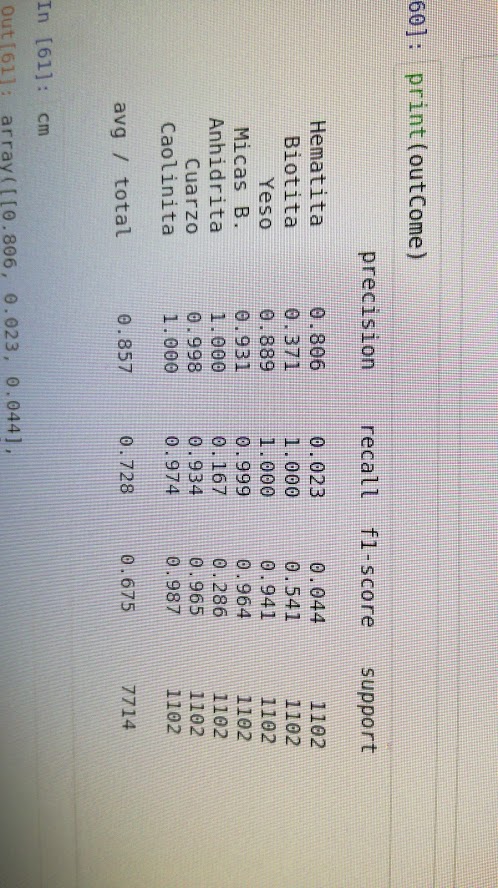 60]: print(outCome)
precision recall f1-score support
Hematita 0.806 0.023 0.044 1102
Biotita 0.371 1.000 0.541 1102
Yeso 0.889 1.000 0.941 1102
Micas B. 0.931 0.999 0.964 1102
Anhidrita 1.000 0.167 0.286 1102
Cuarzo 0.998 0.934 0.965 1102
Caolinita 1.000 0.974 0.987 1102
avg / total 0.857 0.728 0.675 7714
In [61]: cm
Out[61]: array([[0.806, 0.023, 0.044],